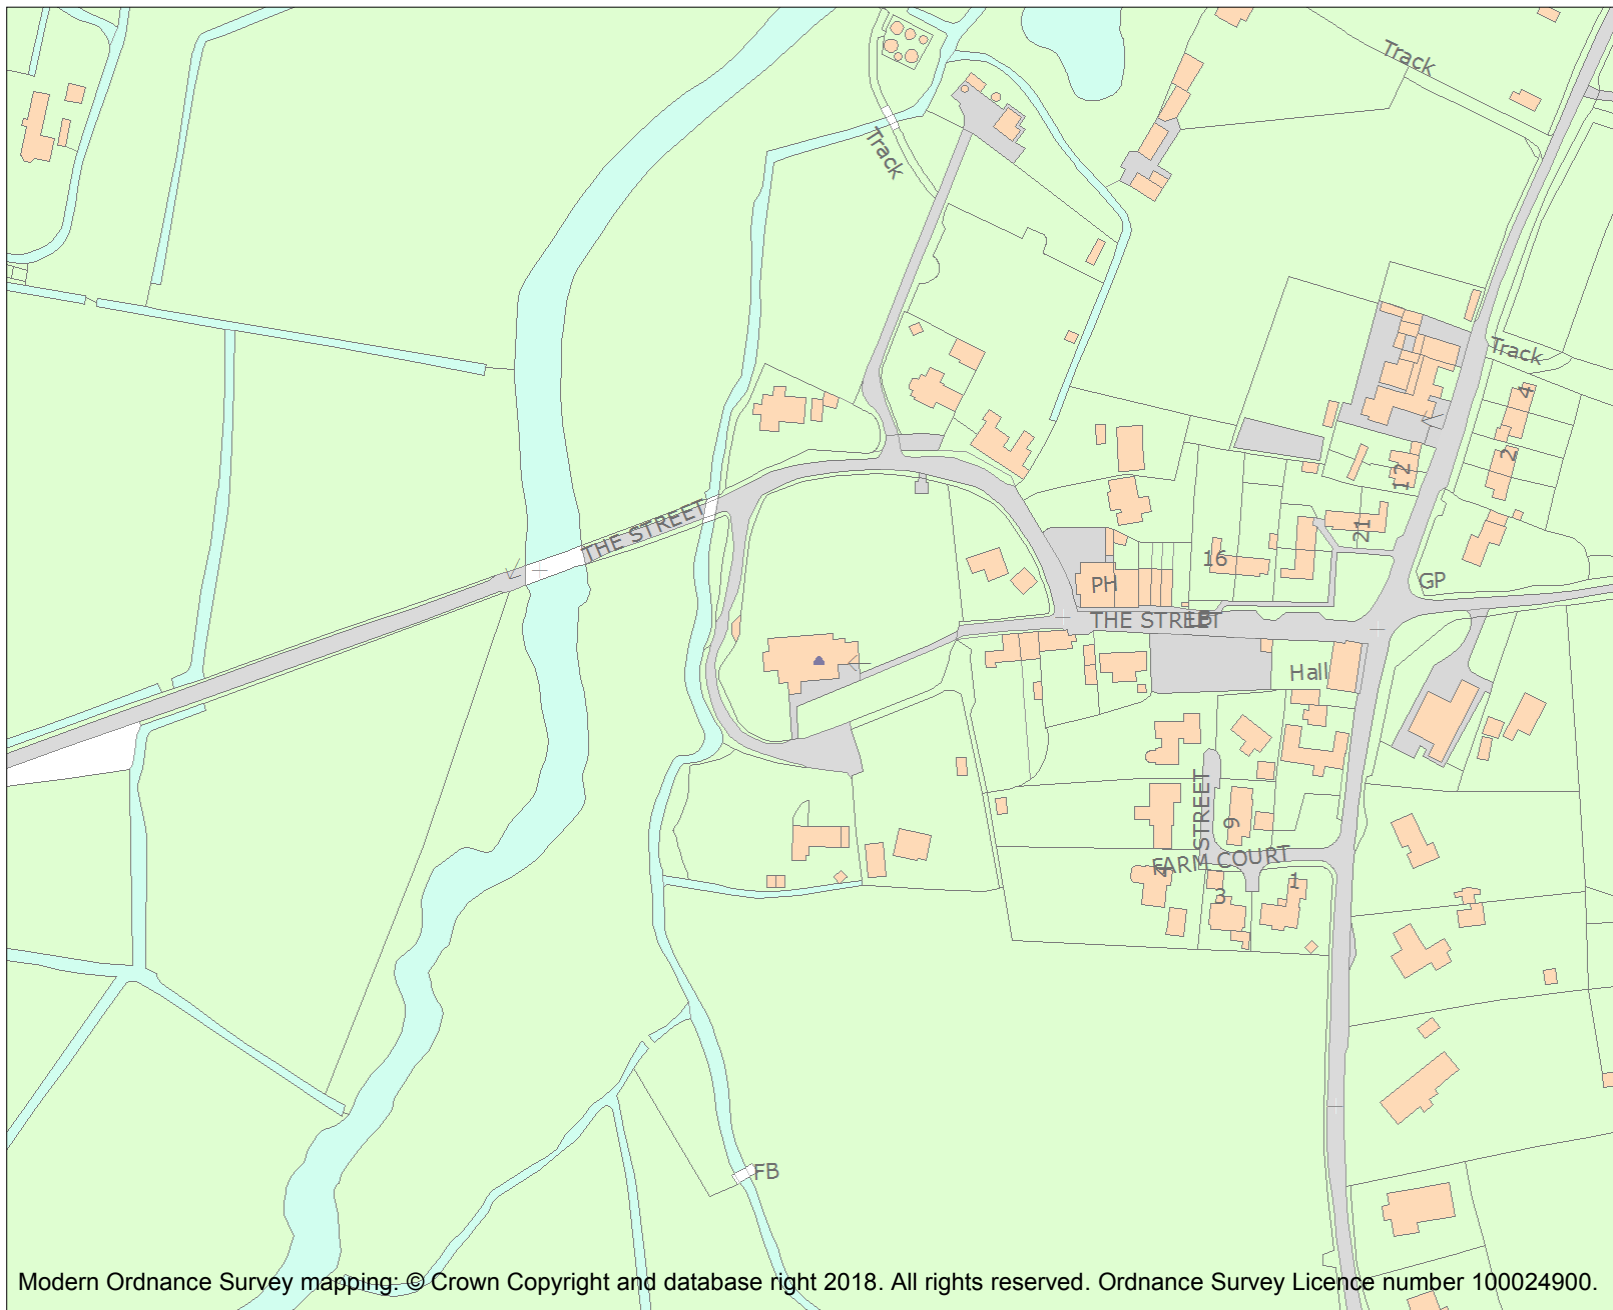 Track
Track
Track
4
2
12
21
THE STREET
16
GP
PH
THE STREET
LB
Hall
STREET
9
FARM COURT
4
3
1
FB
Modern Ordnance Survey mapping: © Crown Copyright and database right 2018. All rights reserved. Ordnance Survey Licence number 100024900.